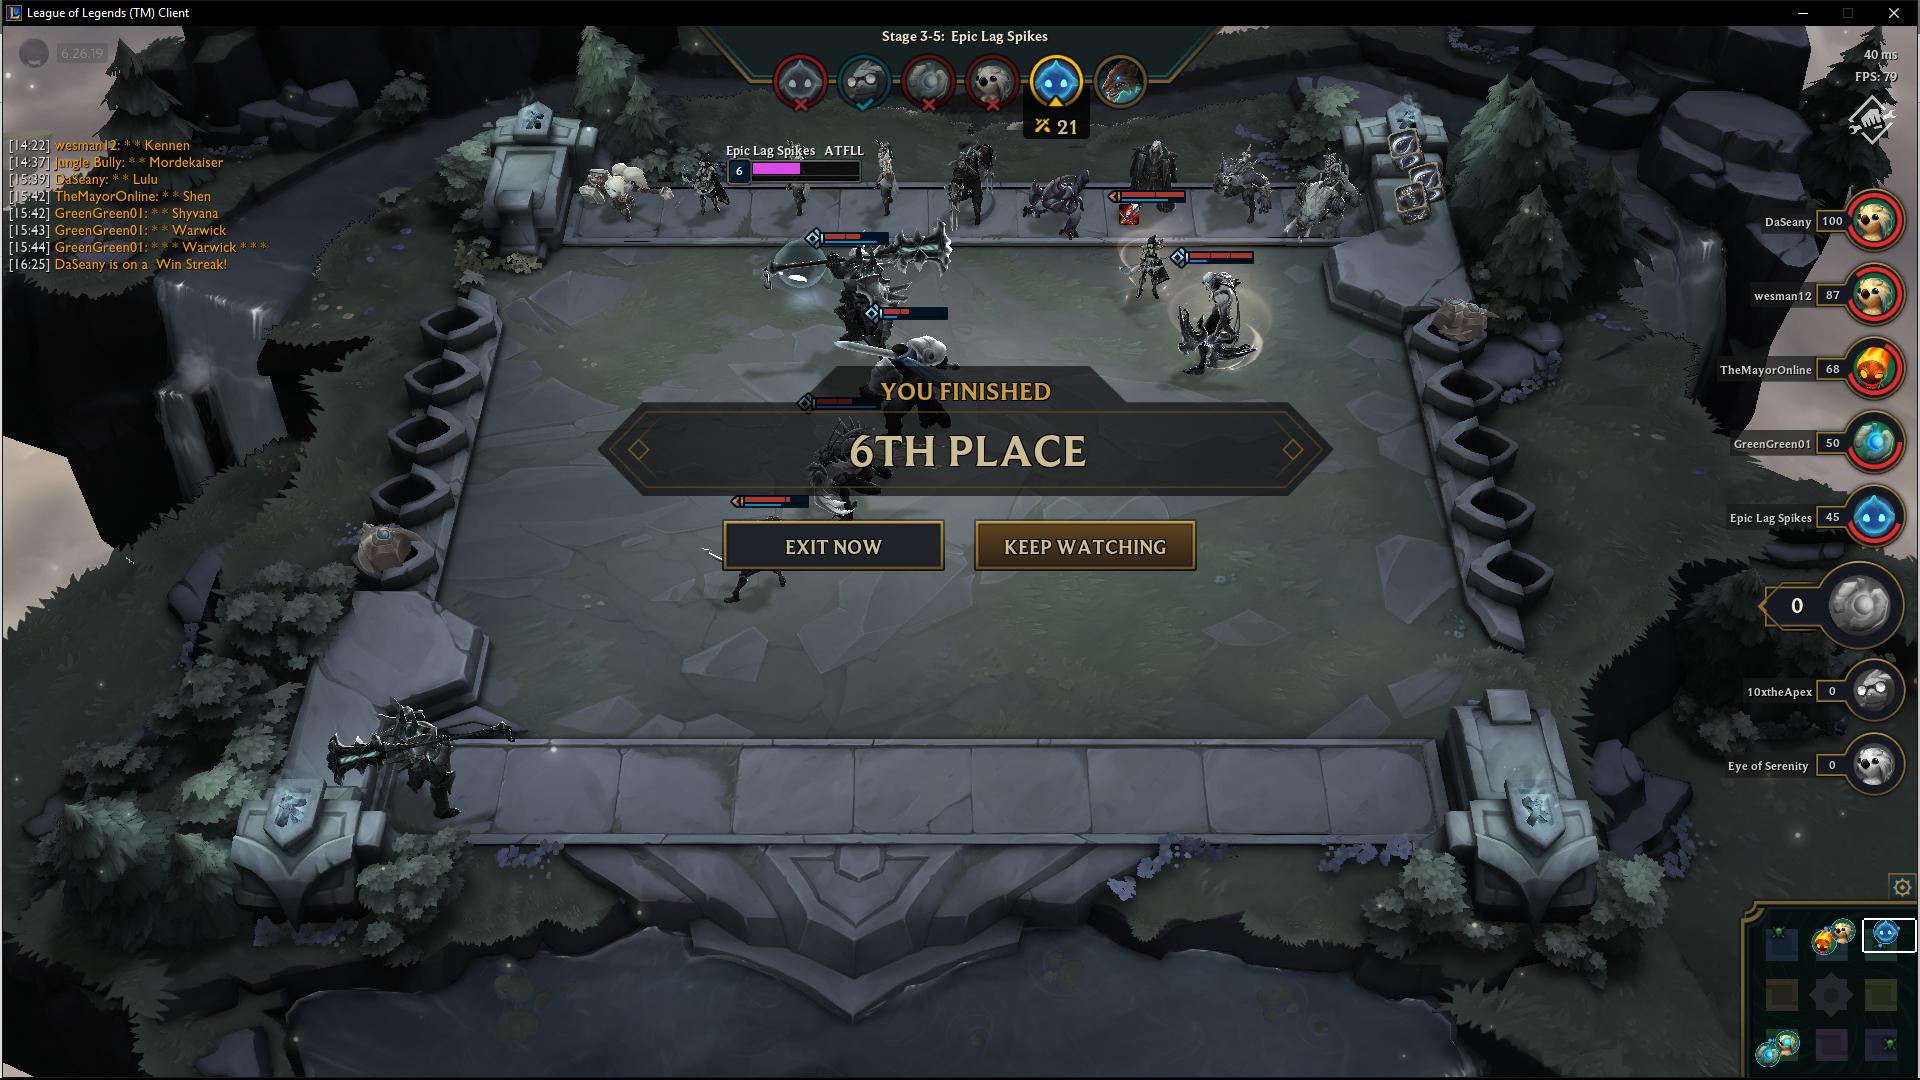 League of Legends (TM) Client
6.26.19
Stage 3-5: Epic Lag Spikes
40 ms
FPS: 79
21
[14:22] wesman12: * * Kennen
[14:37] Jungle Bully: * * Mordekaiser
[15:39] DaSeany: * * Lulu
[15:42] TheMayorOnline: * * Shen
[15:42] GreenGreen01: * * Shyvana
[15:43] GreenGreen01: * * Warwick
[15:44] GreenGreen01: * * * Warwick * * *
[16:25] DaSeany is on a Win Streak!
Epic Lag Spikes ATFLL
6
DaSeany 100
wesman12 87
TheMayorOnline 68
YOU FINISHED
6TH PLACE
GreenGreen01 50
Epic Lag Spikes 45
EXIT NOW KEEP WATCHING
0
10xtheApex 0
Eye of Serenity 0